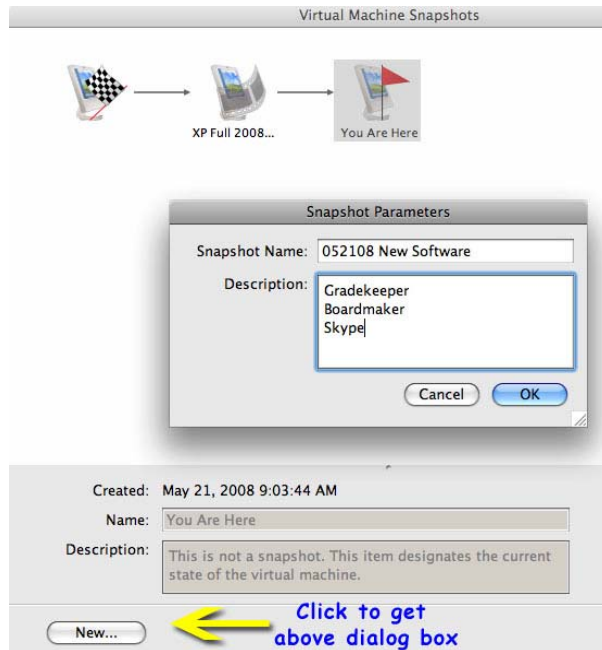 Virtual Machine Snapshots
XP Full 2008...
You Are Here
Snapshot Parameters
Snapshot Name: 052108 New Software
Description: Gradekeeper
Boardmaker
Skype
Cancel OK
Created: May 21, 2008 9:03:44 AM
Name: You Are Here
Description: This is not a snapshot. This item designates the current
state of the virtual machine.
New...
Click to get
above dialog box